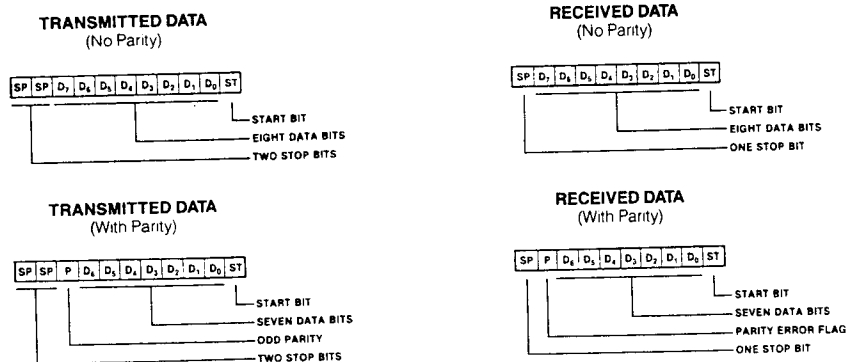 TRANSMITTED DATA
(No Parity)
SP SP D7 D6 D5 D4 D3 D2 D1 D0 ST
START BIT
EIGHT DATA BITS
TWO STOP BITS
RECEIVED DATA
(No Parity)
SP D7 D6 D5 D4 D3 D2 D1 D0 ST
START BIT
EIGHT DATA BITS
ONE STOP BIT
TRANSMITTED DATA
(With Parity)
SP SP P D6 D5 D4 D3 D2 D1 D0 ST
START BIT
SEVEN DATA BITS
ODD PARITY
TWO STOP BITS
RECEIVED DATA
(With Parity)
SP P D6 D5 D4 D3 D2 D1 D0 ST
START BIT
SEVEN DATA BITS
PARITY ERROR FLAG
ONE STOP BIT